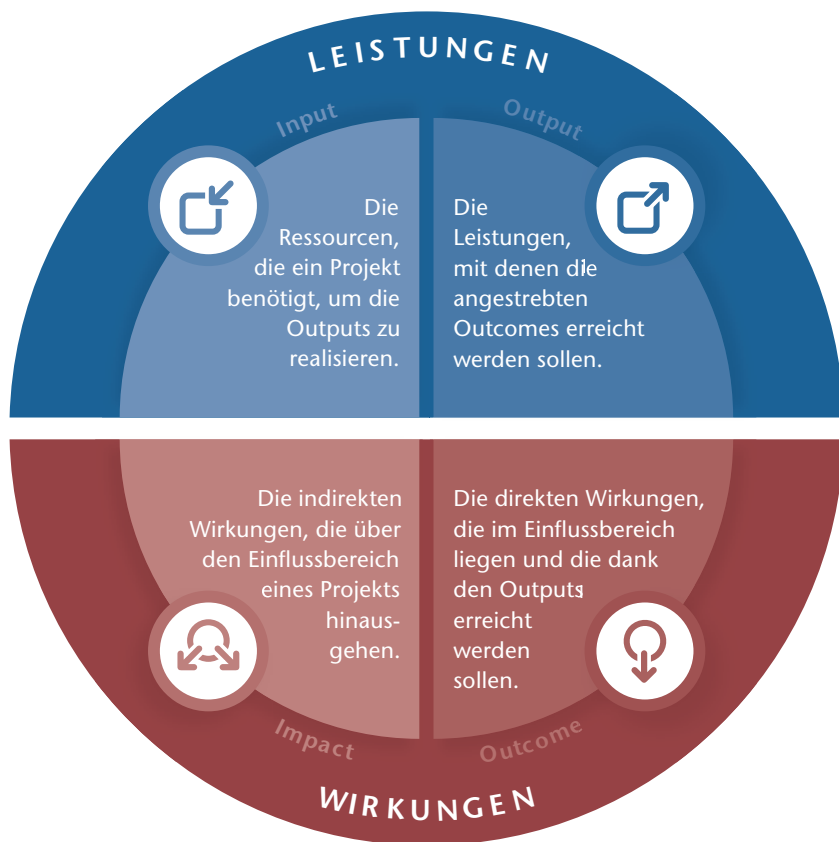 LEISTUNGEN
Input
Die
Ressourcen,
die ein Projekt
benötigt, um die
Outputs zu
realisieren.
Output
Die
Leistungen,
mit denen die
angestrebten
Outcomes erreicht
werden sollen.
Die indirekten
Wirkungen, die über
den Einflussbereich
eines Projekts
hinaus-
gehen.
Impact
Die direkten Wirkungen,
die im Einflussbereich
liegen und die dank
den Outputs
erreicht
werden
sollen.
Outcome
WIRKUNGEN